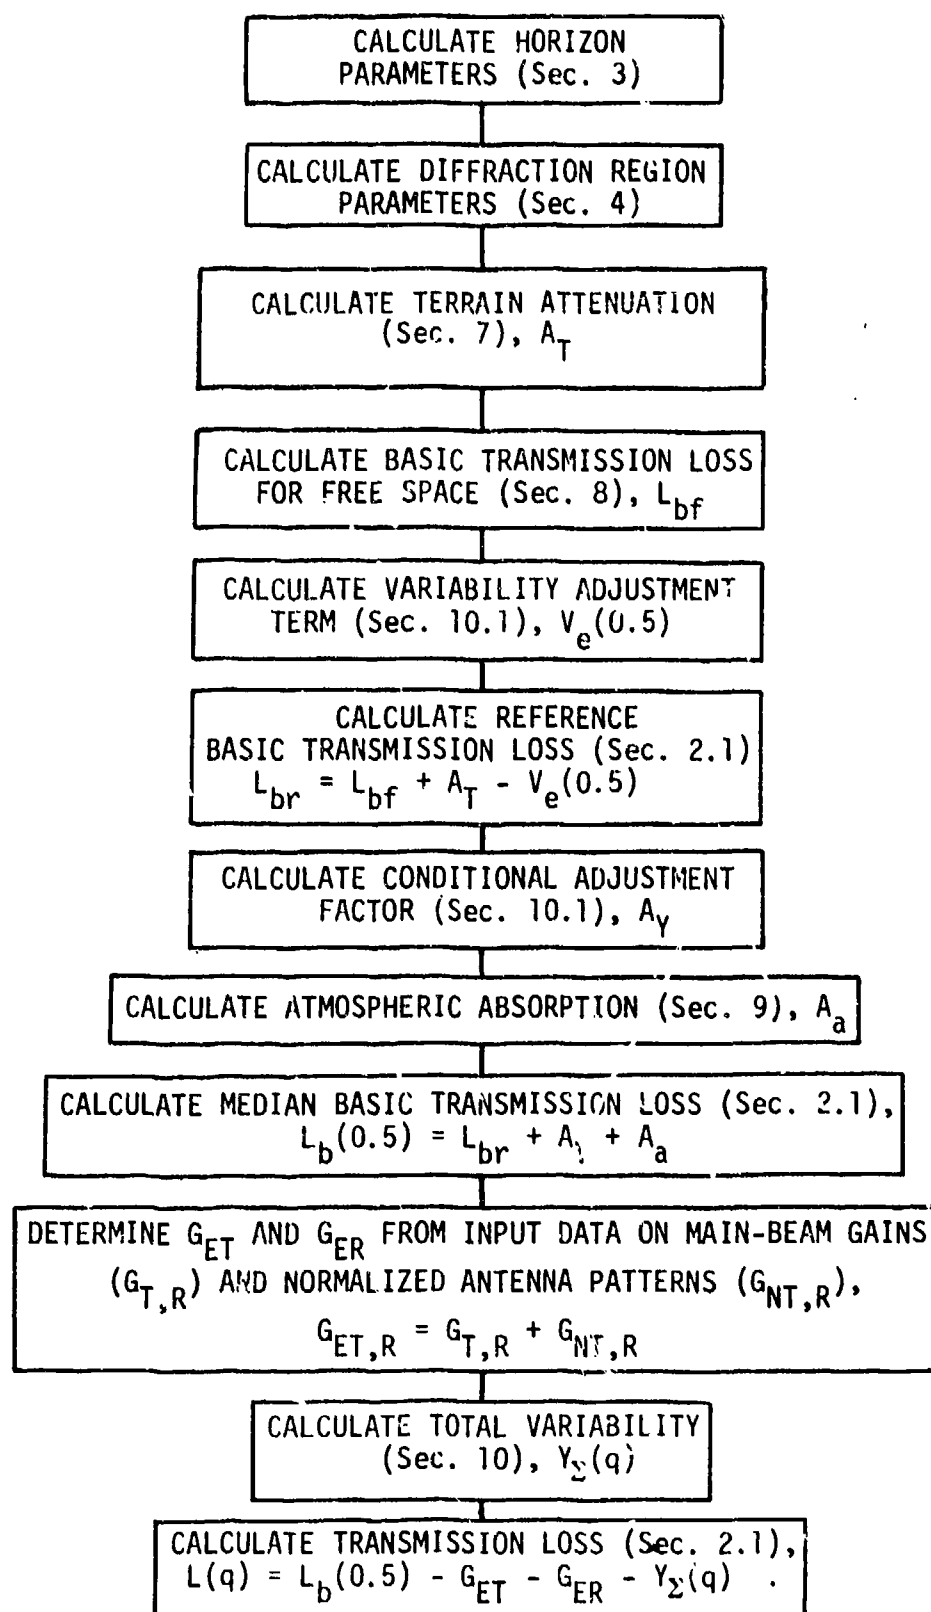 CALCULATE HORIZON
PARAMETERS (Sec. 3)
CALCULATE DIFFRACTION REGION
PARAMETERS (Sec. 4)
CALCULATE TERRAIN ATTENUATION
(Sec. 7), A_T
CALCULATE BASIC TRANSMISSION LOSS
FOR FREE SPACE (Sec. 8), L_bf
CALCULATE VARIABILITY ADJUSTMENT
TERM (Sec. 10.1), V_e(0.5)
CALCULATE REFERENCE
BASIC TRANSMISSION LOSS (Sec. 2.1)
L_br = L_bf + A_T - V_e(0.5)
CALCULATE CONDITIONAL ADJUSTMENT
FACTOR (Sec. 10.1), A_Y
CALCULATE ATMOSPHERIC ABSORPTION (Sec. 9), A_a
CALCULATE MEDIAN BASIC TRANSMISSION LOSS (Sec. 2.1),
L_b(0.5) = L_br + A + A_a
DETERMINE G_ET AND G_ER FROM INPUT DATA ON MAIN-BEAM GAINS
(G_T,R) AND NORMALIZED ANTENNA PATTERNS (G_NT,R),
G_ET,R = G_T,R + G_NT,R
CALCULATE TOTAL VARIABILITY
(Sec. 10), Y_Σ(q)
CALCULATE TRANSMISSION LOSS (Sec. 2.1),
L(q) = L_b(0.5) - G_ET - G_ER - Y_Σ(q) .